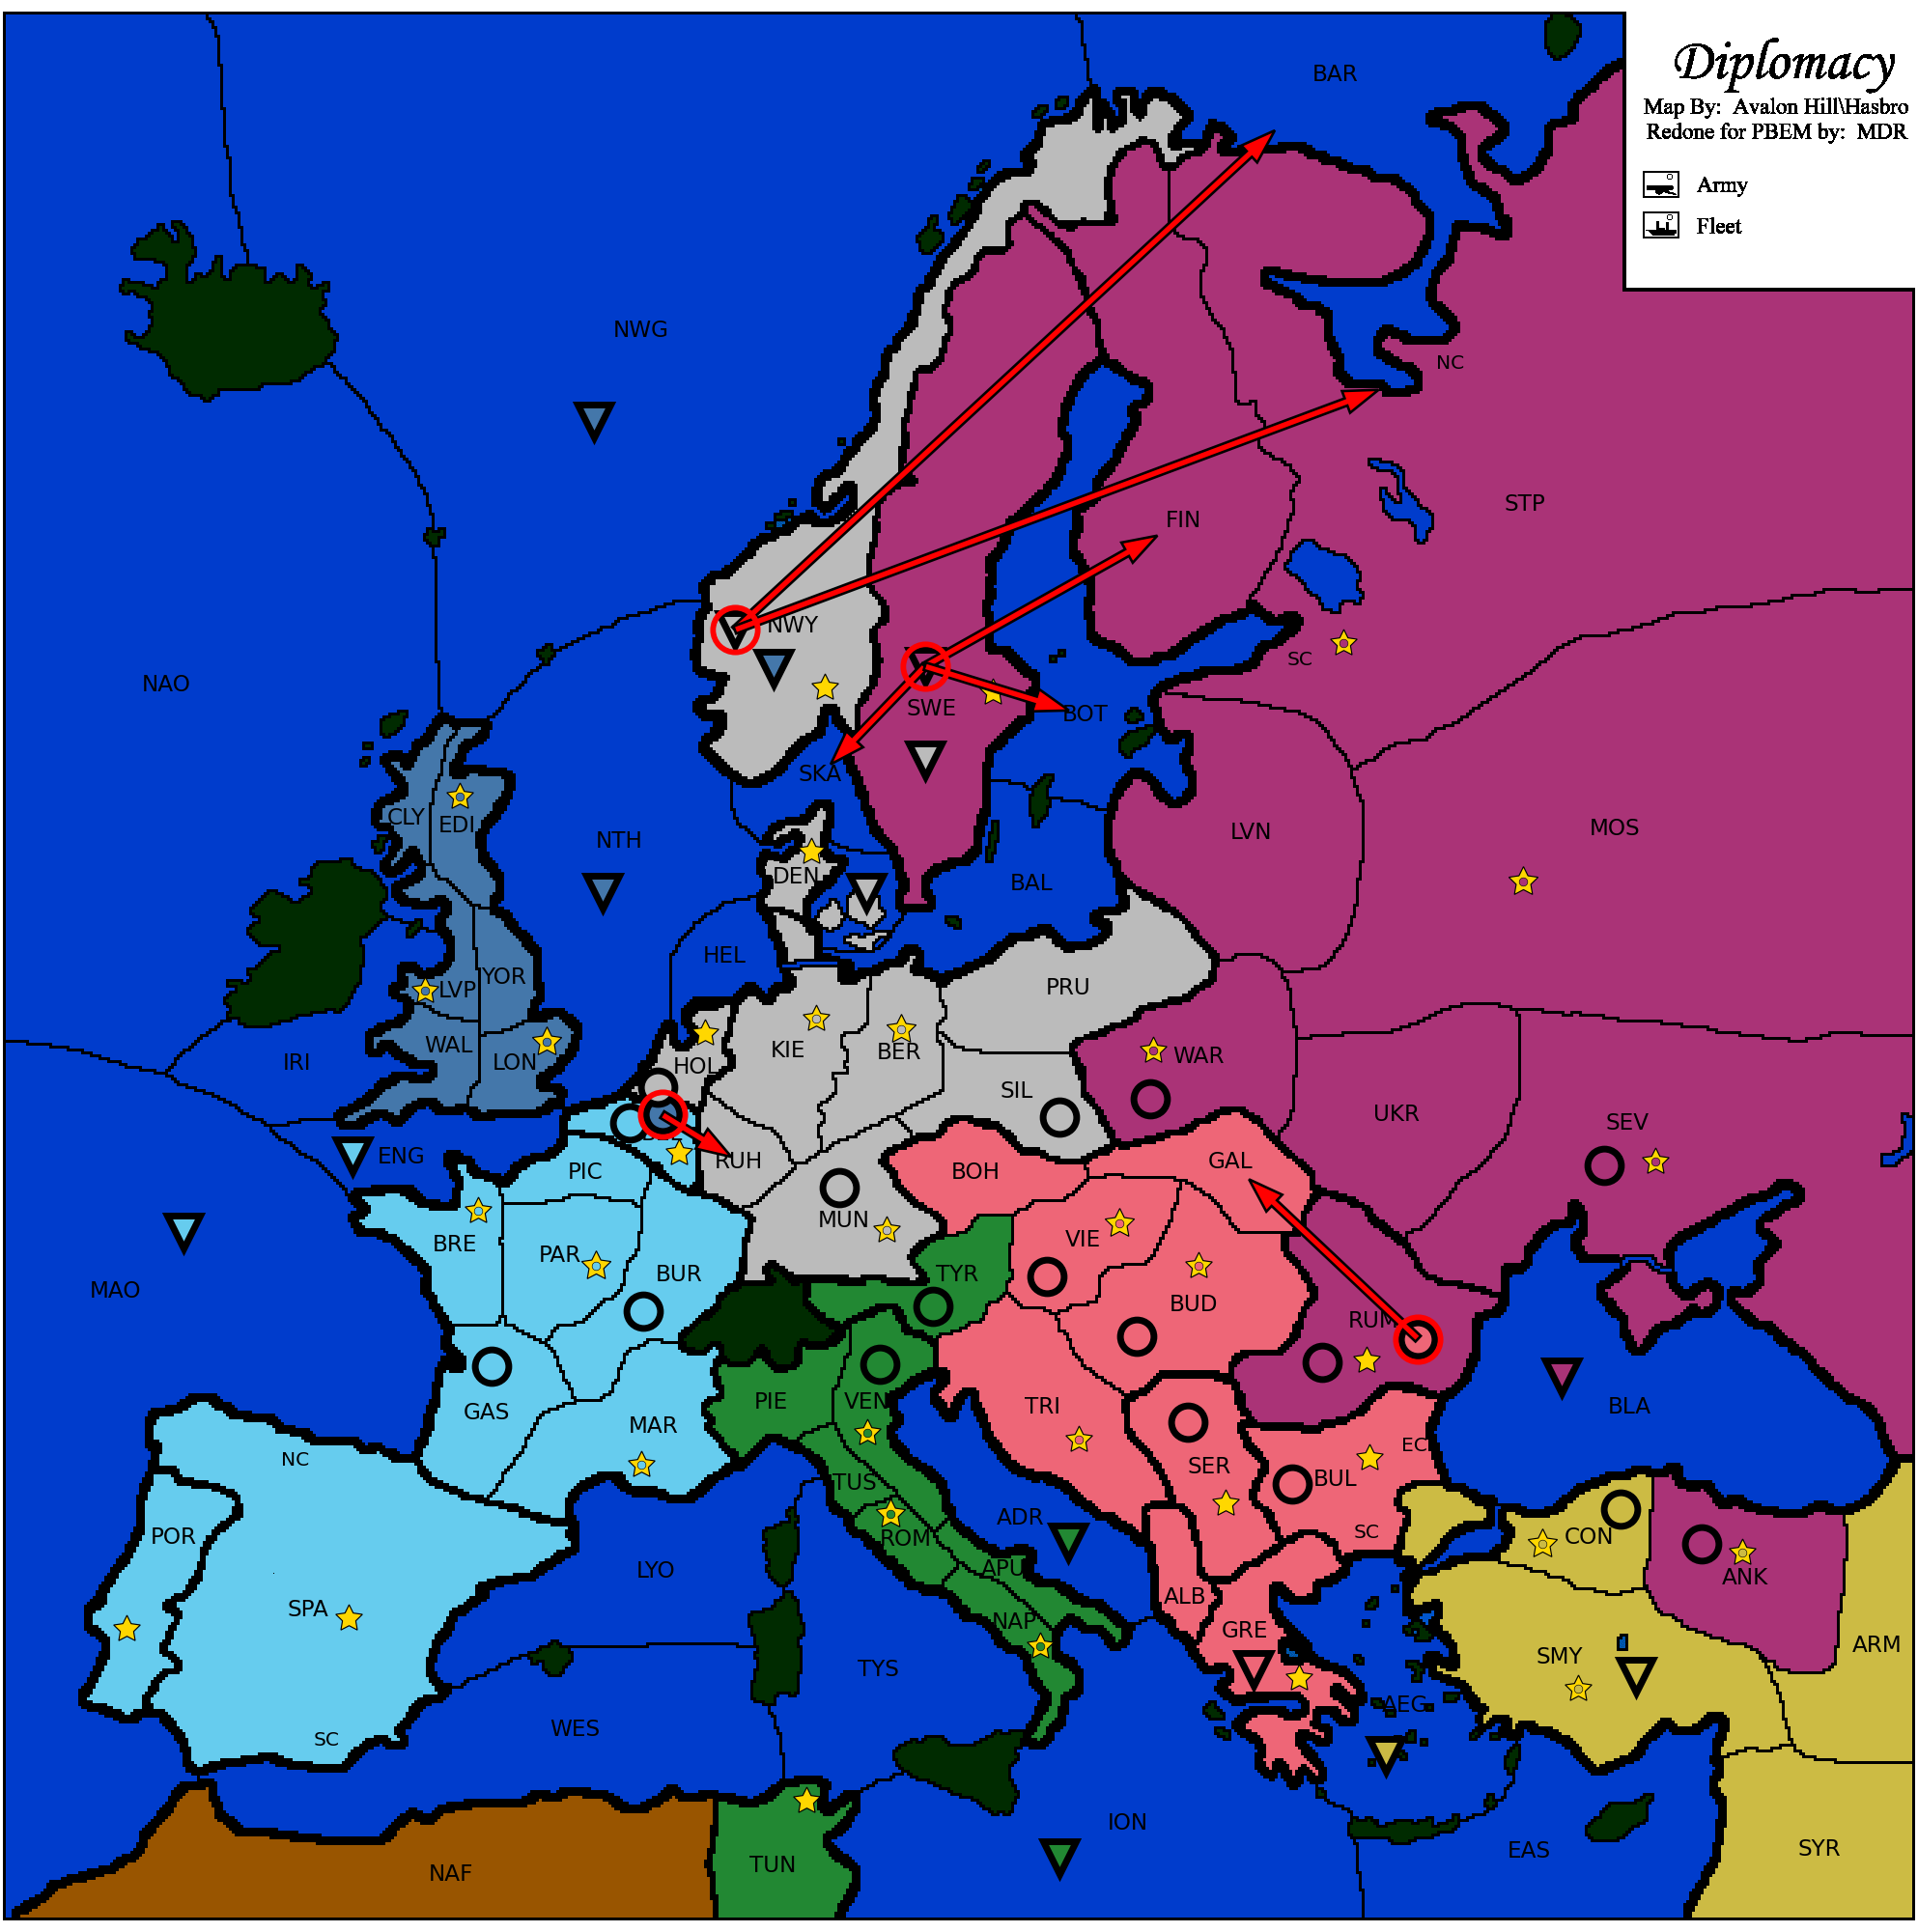 Diplomacy
Map By: Avalon Hill\Hasbro
Redone for PBEM by: MDR
Army
Fleet
BAR
NWG
NC
STP
FIN
NWY
SC
NAO
SWE
BOT
SKA
CLY
EDI
NTH
LVN
MOS
DEN
BAL
HEL
LVP
YOR
PRU
WAL
LON
IRI
HOL
KIE
BER
SIL
WAR
UKR
SEV
ENG
PIC
RUH
BOH
GAL
MUN
BRE
PAR
BUR
VIE
TYR
MAO
BUD
RUM
BLA
GAS
MAR
PIE
VEN
TRI
NC
EC
SER
BUL
TUS
POR
ROM
ADR
SC
CON
ANK
LYO
APU
ALB
SPA
NAP
GRE
ARM
SMY
TYS
AEG
WES
SC
ION
EAS
SYR
NAF
TUN